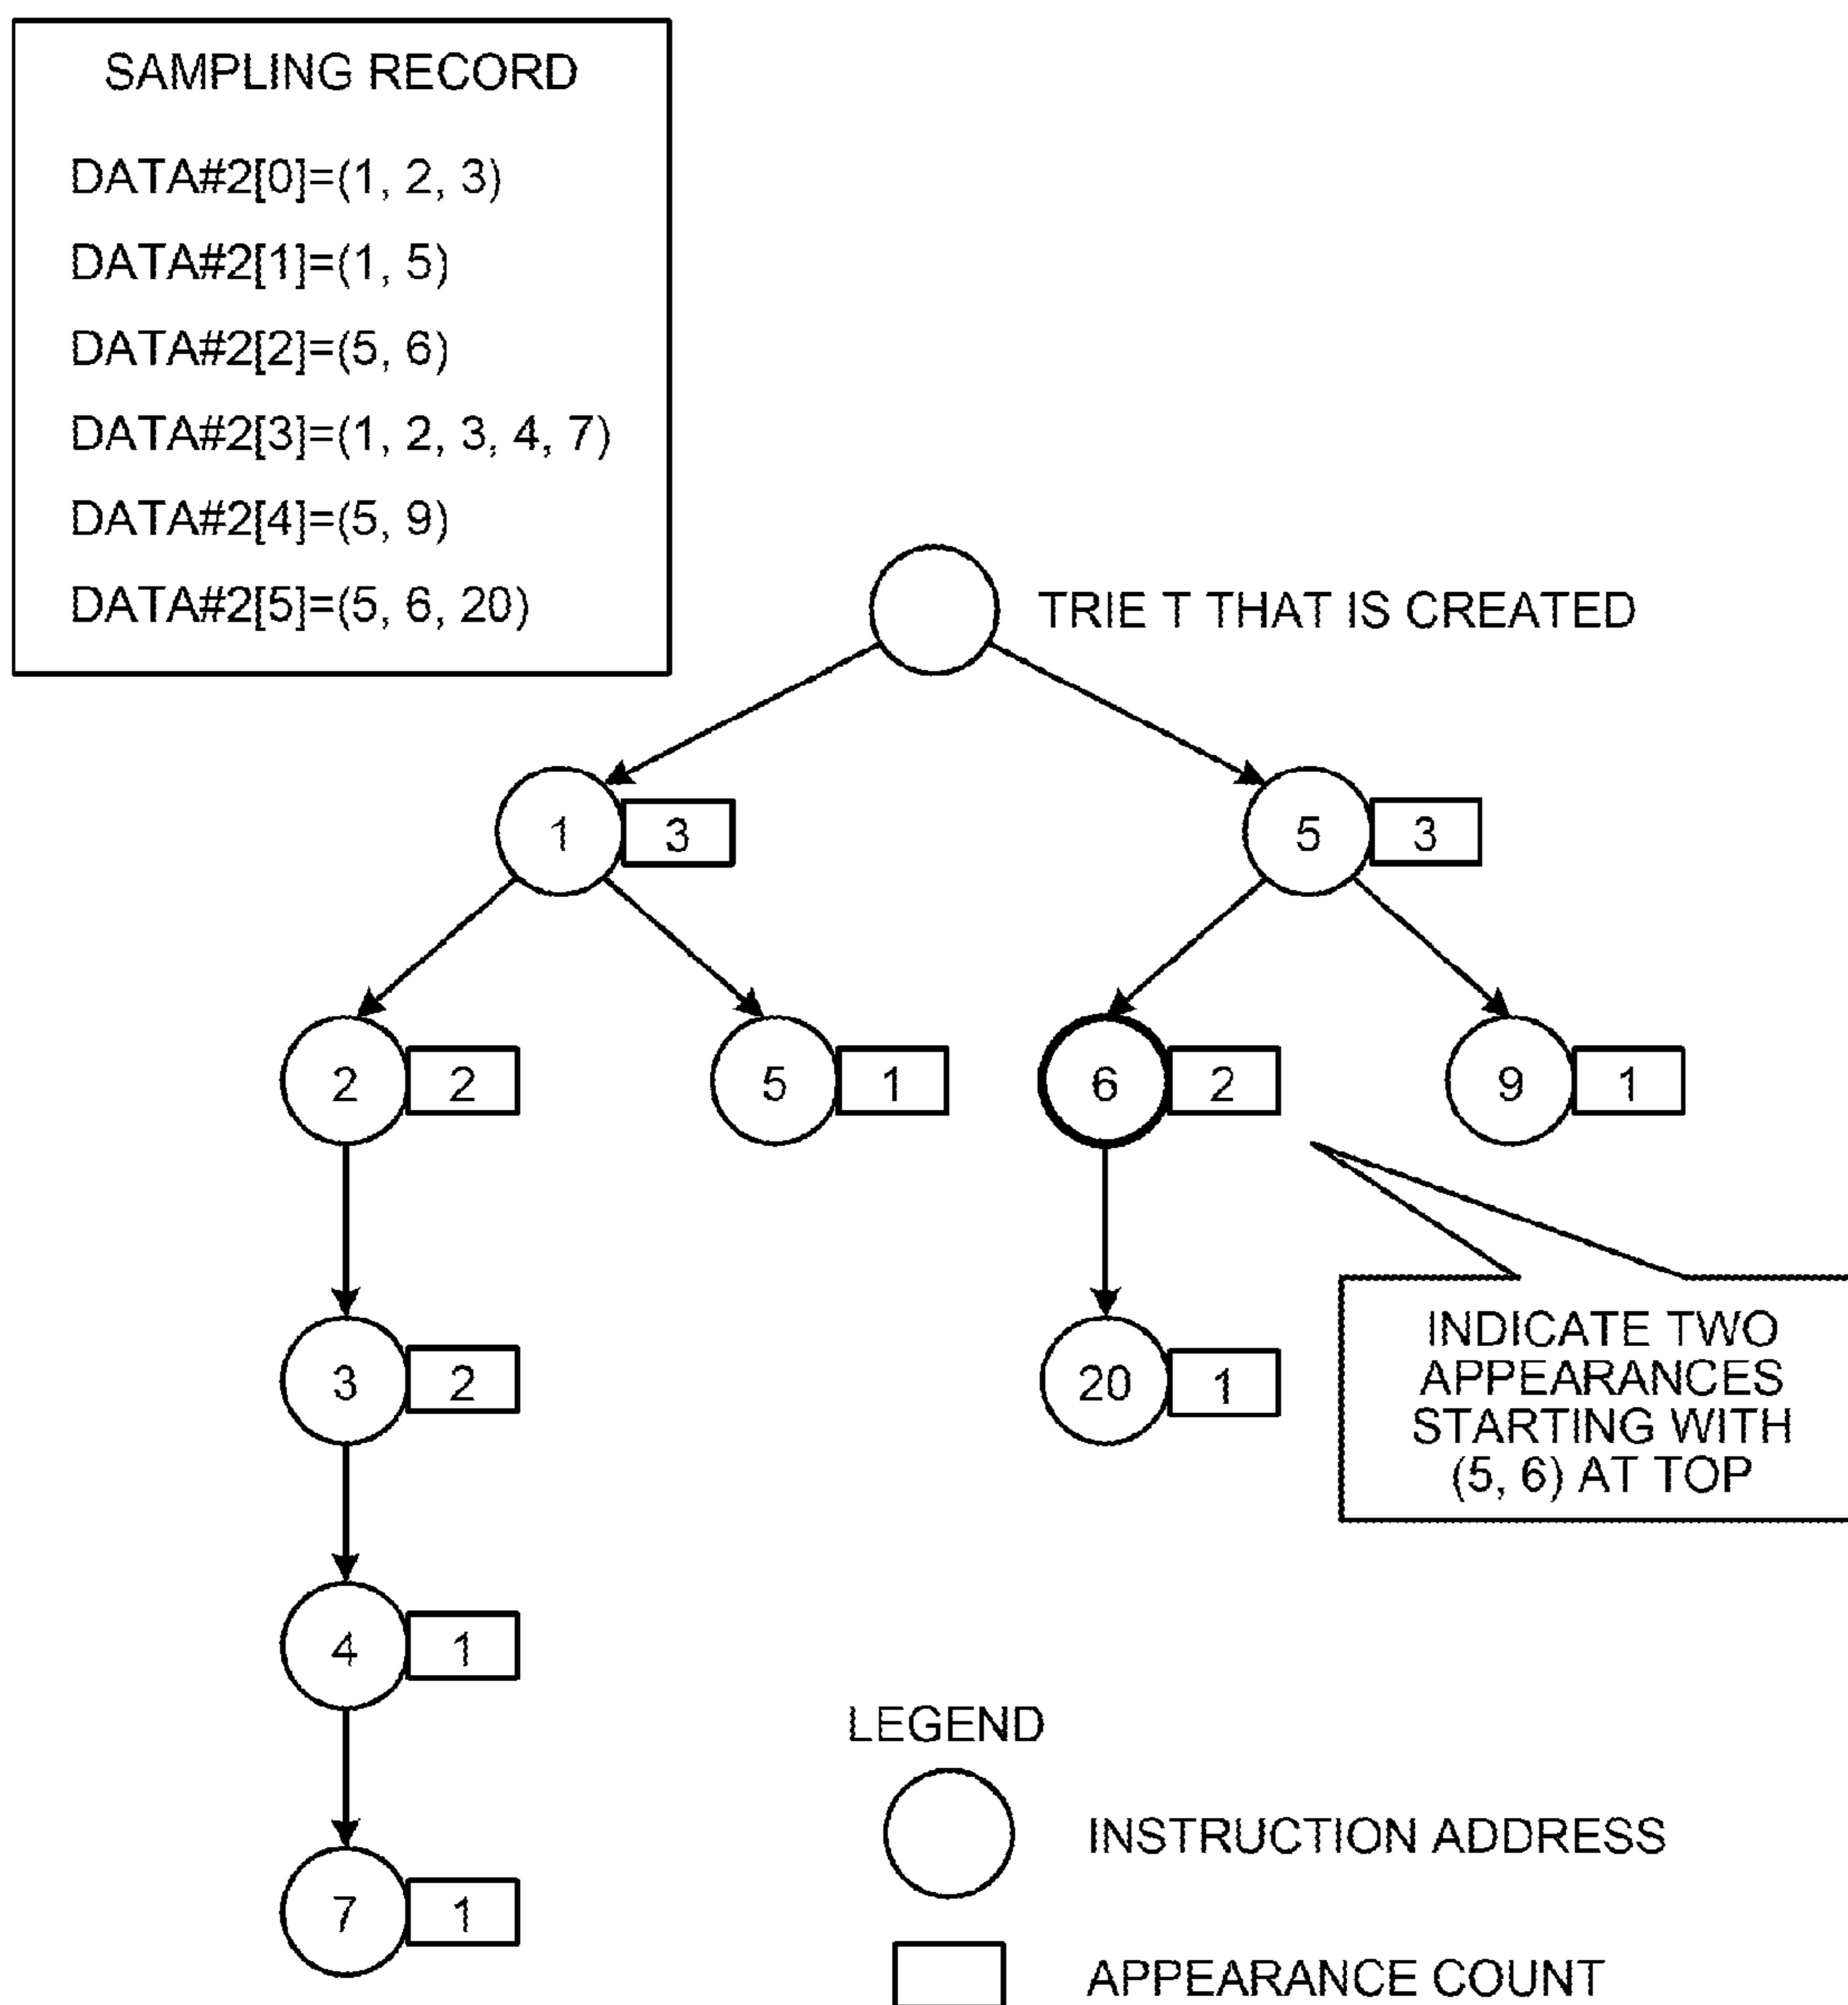 SAMPLING RECORD
DATA#2[0]=(1, 2, 3)
DATA#2[1]=(1, 5)
DATA#2[2]=(5, 6)
DATA#2[3]=(1, 2, 3, 4, 7)
DATA#2[4]=(5, 9)
DATA#2[5]=(5, 6, 20)
TRIE T THAT IS CREATED
1 3
5 3
2 2
5 1
6 2
9 1
3 2
20 1
INDICATE TWO
APPEARANCES
STARTING WITH
(5, 6) AT TOP
4 1
7 1
LEGEND
INSTRUCTION ADDRESS
APPEARANCE COUNT